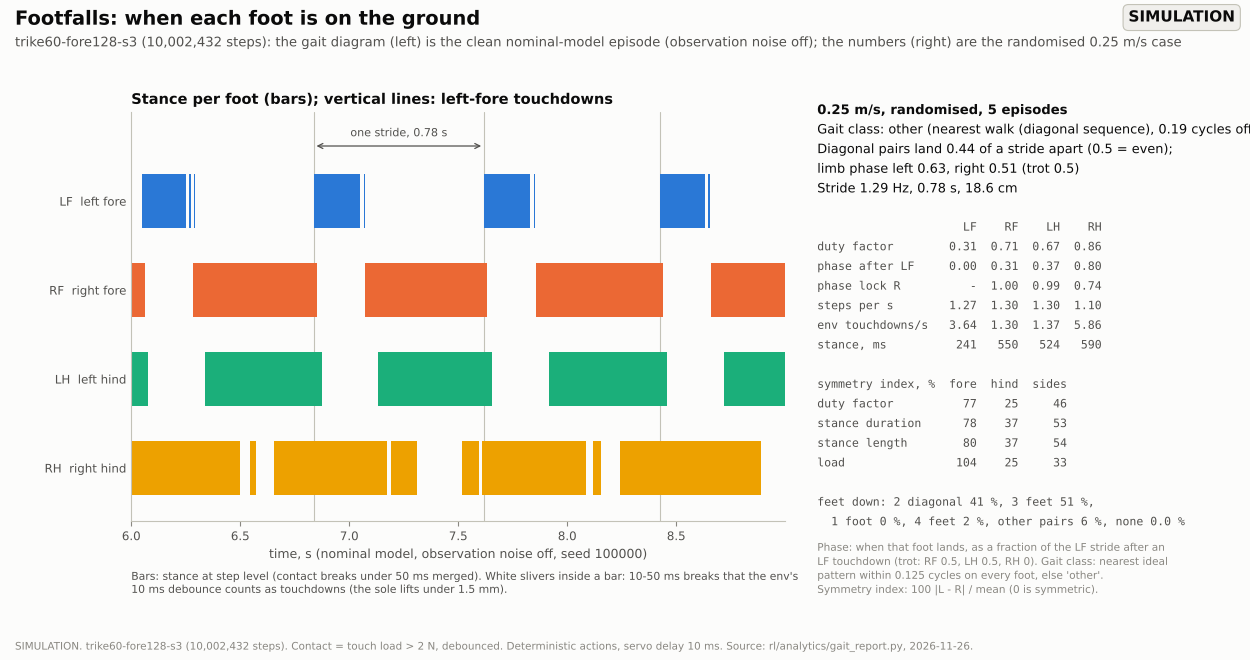 Footfalls: when each foot is on the ground
SIMULATION
trike60-fore128-s3 (10,002,432 steps): the gait diagram (left) is the clean nominal-model episode (observation noise off); the numbers (right) are the randomised 0.25 m/s case
Stance per foot (bars); vertical lines: left-fore touchdowns
one stride, 0.78 s
LF left fore
RF right fore
LH left hind
RH right hind
6.0 6.5 7.0 7.5 8.0 8.5
time, s (nominal model, observation noise off, seed 100000)
Bars: stance at step level (contact breaks under 50 ms merged). White slivers inside a bar: 10-50 ms breaks that the env's
10 ms debounce counts as touchdowns (the sole lifts under 1.5 mm).
0.25 m/s, randomised, 5 episodes
Gait class: other (nearest walk (diagonal sequence), 0.19 cycles off
Diagonal pairs land 0.44 of a stride apart (0.5 = even);
limb phase left 0.63, right 0.51 (trot 0.5)
Stride 1.29 Hz, 0.78 s, 18.6 cm
LF RF LH RH
duty factor 0.31 0.71 0.67 0.86
phase after LF 0.00 0.31 0.37 0.80
phase lock R - 1.00 0.99 0.74
steps per s 1.27 1.30 1.30 1.10
env touchdowns/s 3.64 1.30 1.37 5.86
stance, ms 241 550 524 590
symmetry index, % fore hind sides
duty factor 77 25 46
stance duration 78 37 53
stance length 80 37 54
load 104 25 33
feet down: 2 diagonal 41 %, 3 feet 51 %,
1 foot 0 %, 4 feet 2 %, other pairs 6 %, none 0.0 %
Phase: when that foot lands, as a fraction of the LF stride after an
LF touchdown (trot: RF 0.5, LH 0.5, RH 0). Gait class: nearest ideal
pattern within 0.125 cycles on every foot, else 'other'.
Symmetry index: 100 |L - R| / mean (0 is symmetric).
SIMULATION. trike60-fore128-s3 (10,002,432 steps). Contact = touch load > 2 N, debounced. Deterministic actions, servo delay 10 ms. Source: rl/analytics/gait_report.py, 2026-11-26.